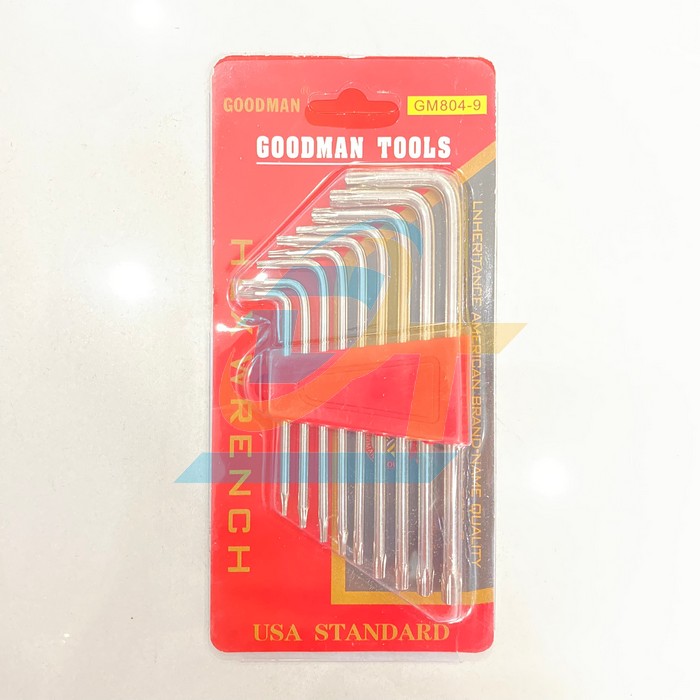 GOODMAN
GM804-9
GOODMAN TOOLS
WRENCH
LNHERITANCE AMERICAN BRAND-NAME QUALITY
USA STANDARD